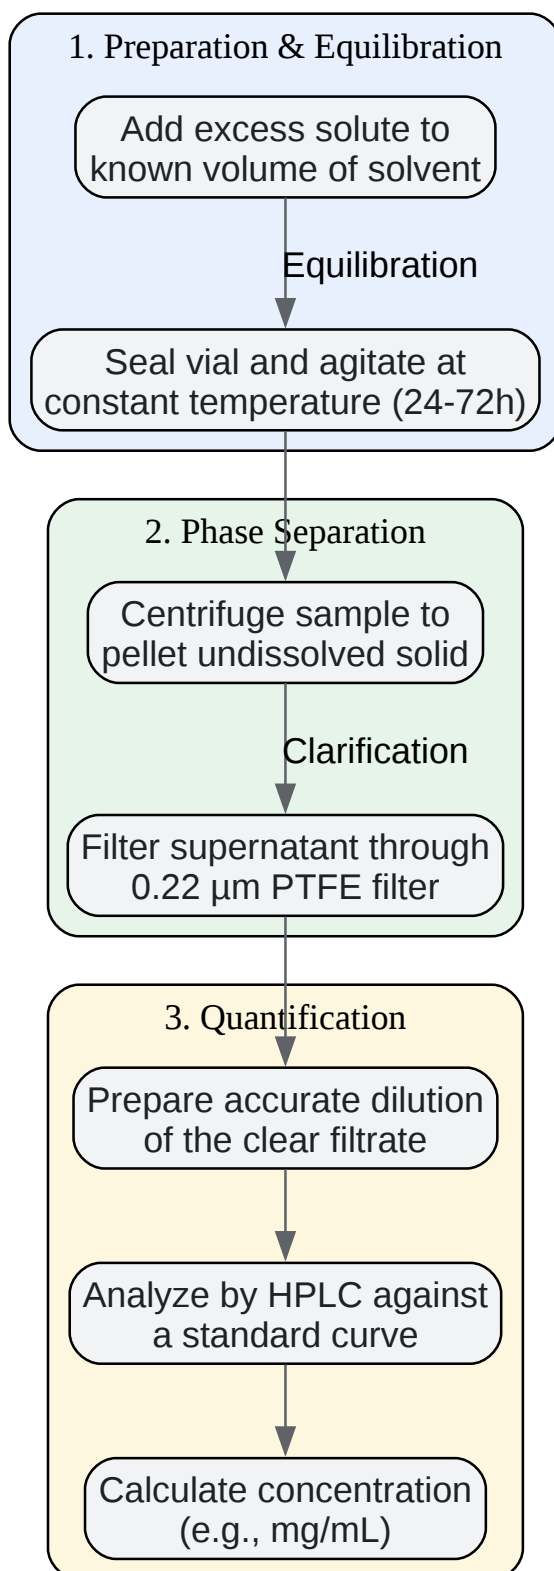 1. Preparation & Equilibration
Add excess solute to
known volume of solvent
Equilibration
Seal vial and agitate at
constant temperature (24-72h)
2. Phase Separation
Centrifuge sample to
pellet undissolved solid
Clarification
Filter supernatant through
0.22 µm PTFE filter
3. Quantification
Prepare accurate dilution
of the clear filtrate
Analyze by HPLC against
a standard curve
Calculate concentration
(e.g., mg/mL)